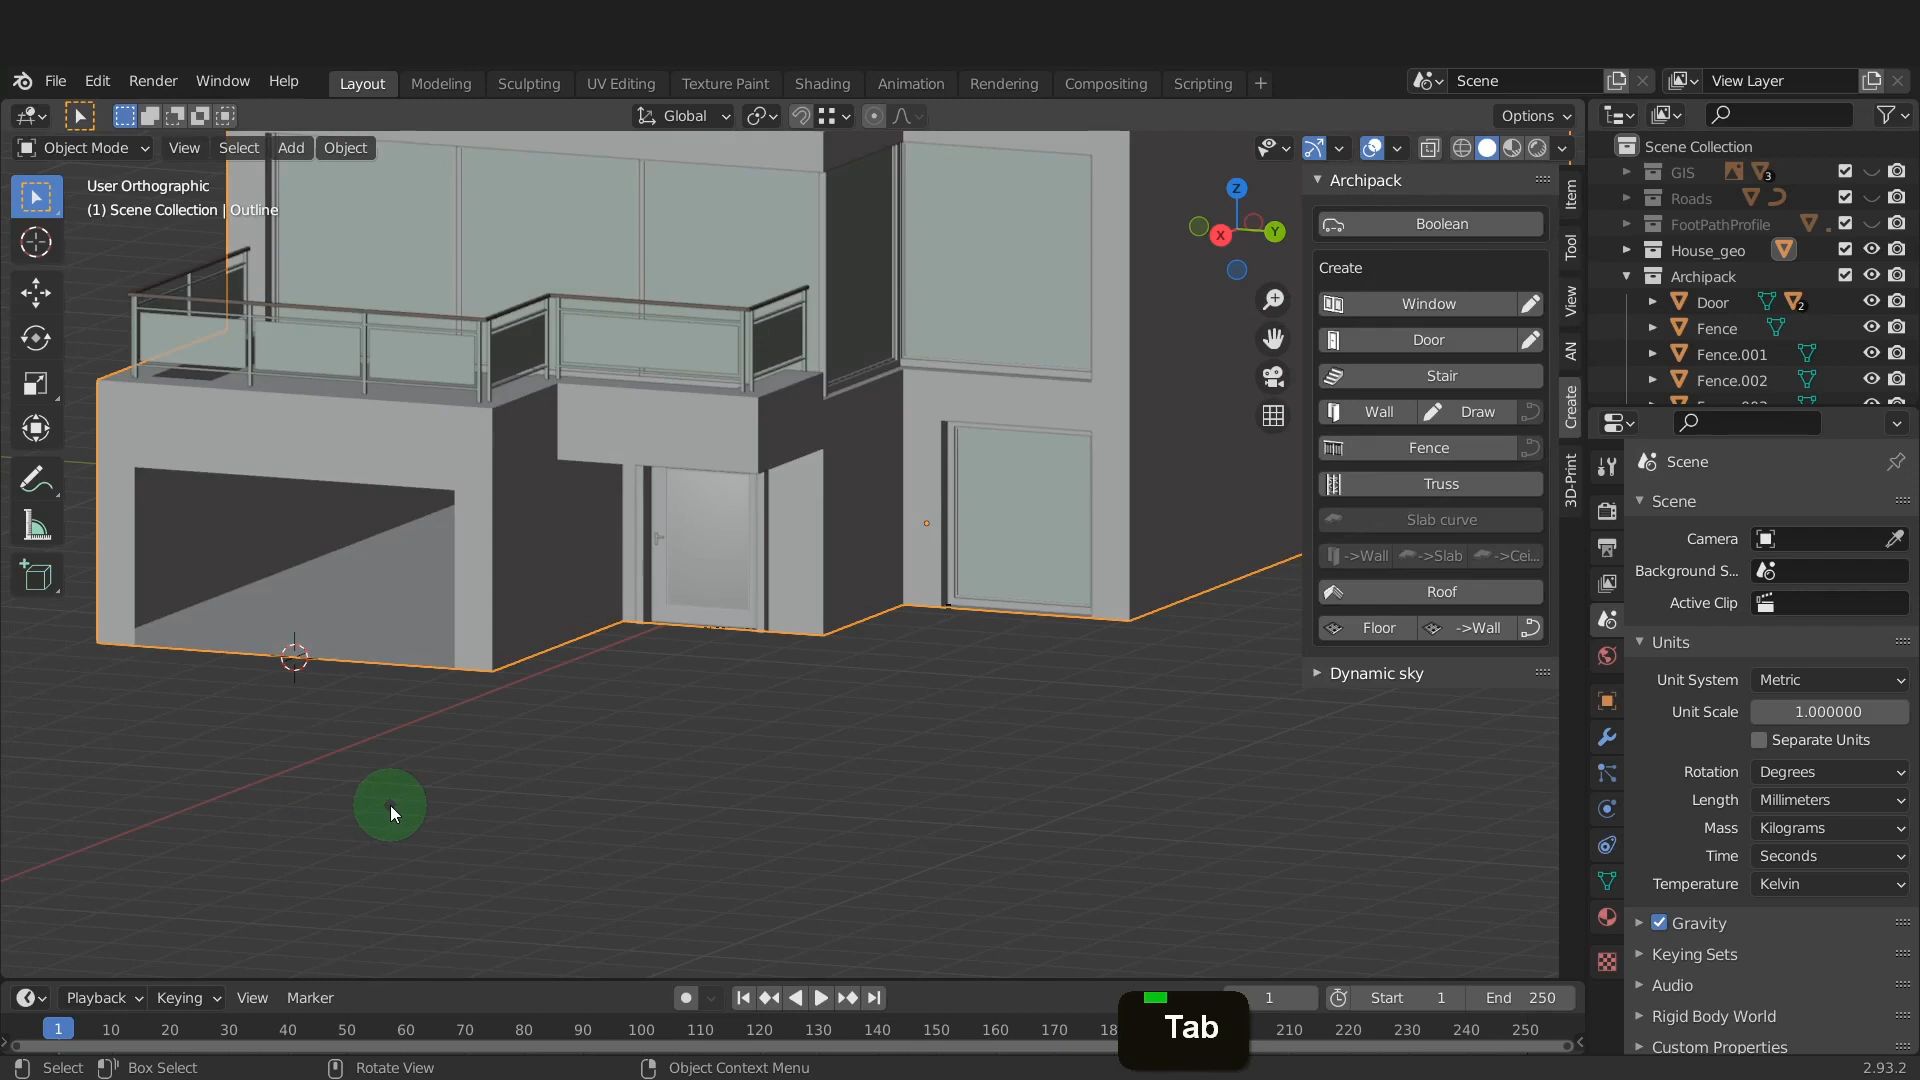 File Edit Render Window Help
Layout Modeling Sculpting UV Editing Texture Paint Shading Animation Rendering Compositing Scripting +
Scene
View Layer
Global
Options
Object Mode View Select Add Object
User Orthographic
(1) Scene Collection | Outline
Z
X
Y
Archipack
Boolean
Create
Window
Door
Stair
Wall Draw
Fence
Truss
Slab curve
->Wall ->Slab ->Cei...
Roof
Floor ->Wall
Dynamic sky
Item
Tool
View
AN
Create
3D-Print
Scene Collection
GIS 3
Roads
FootPathProfile
House_geo
Archipack
Door 2
Fence
Fence.001
Fence.002
Scene
Scene
Camera
Background S...
Active Clip
Units
Unit System Metric
Unit Scale 1.000000
Separate Units
Rotation Degrees
Length Millimeters
Mass Kilograms
Time Seconds
Temperature Kelvin
Gravity
Keying Sets
Audio
Rigid Body World
Custom Properties
Playback Keying View Marker
1 Start 1 End 250
1 10 20 30 40 50 60 70 80 90 100 110 120 130 140 150 160 170 210 220 230 240 250
Tab
Select Box Select Rotate View Object Context Menu
2.93.2